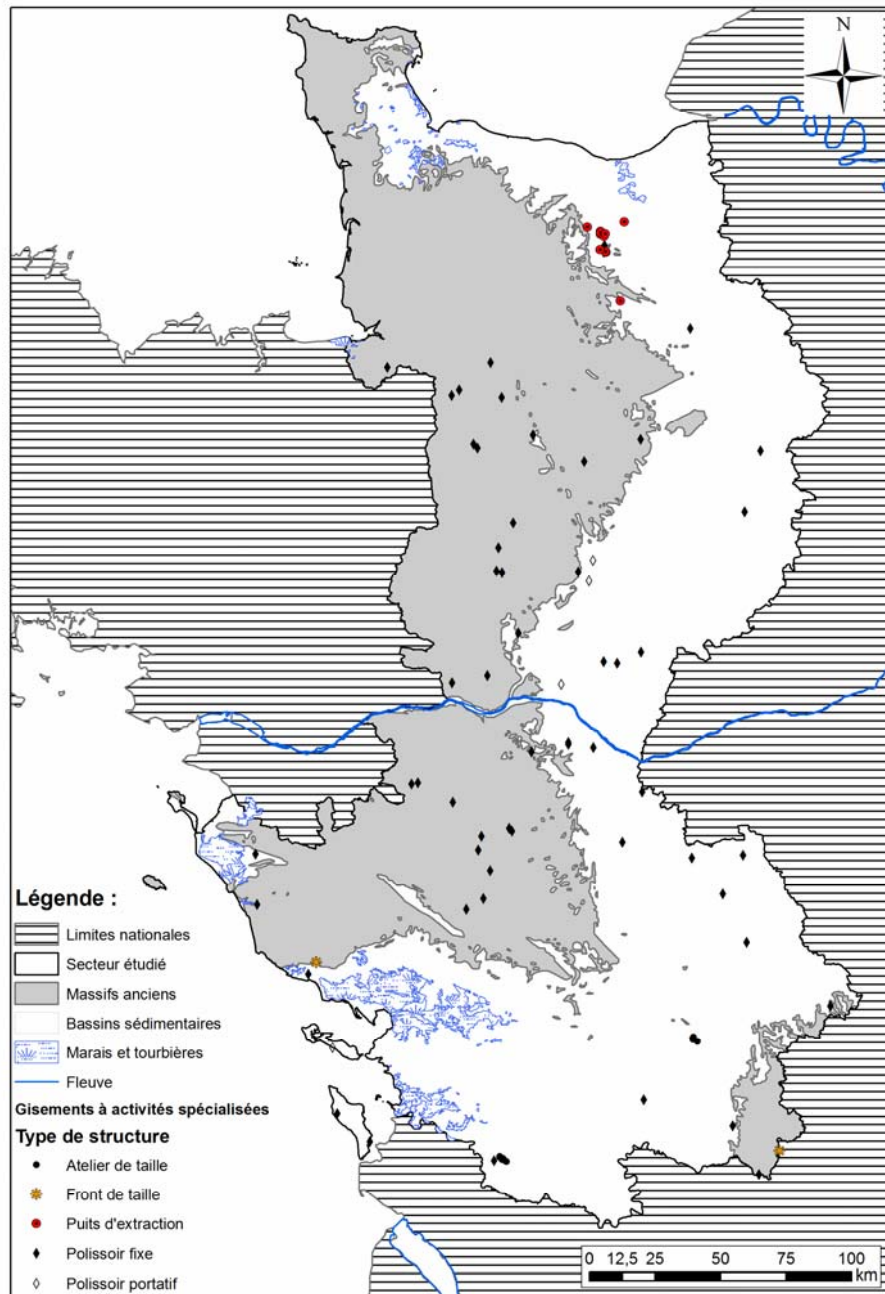 N
Légende :
Limites nationales
Secteur étudié
Massifs anciens
Bassins sédimentaires
Marais et tourbières
Fleuve
Gisements à activités spécialisées
Type de structure
Atelier de taille
Front de taille
Puits d'extraction
Polissoir fixe
Polissoir portatif
0 12,5 25 50 75 100
km